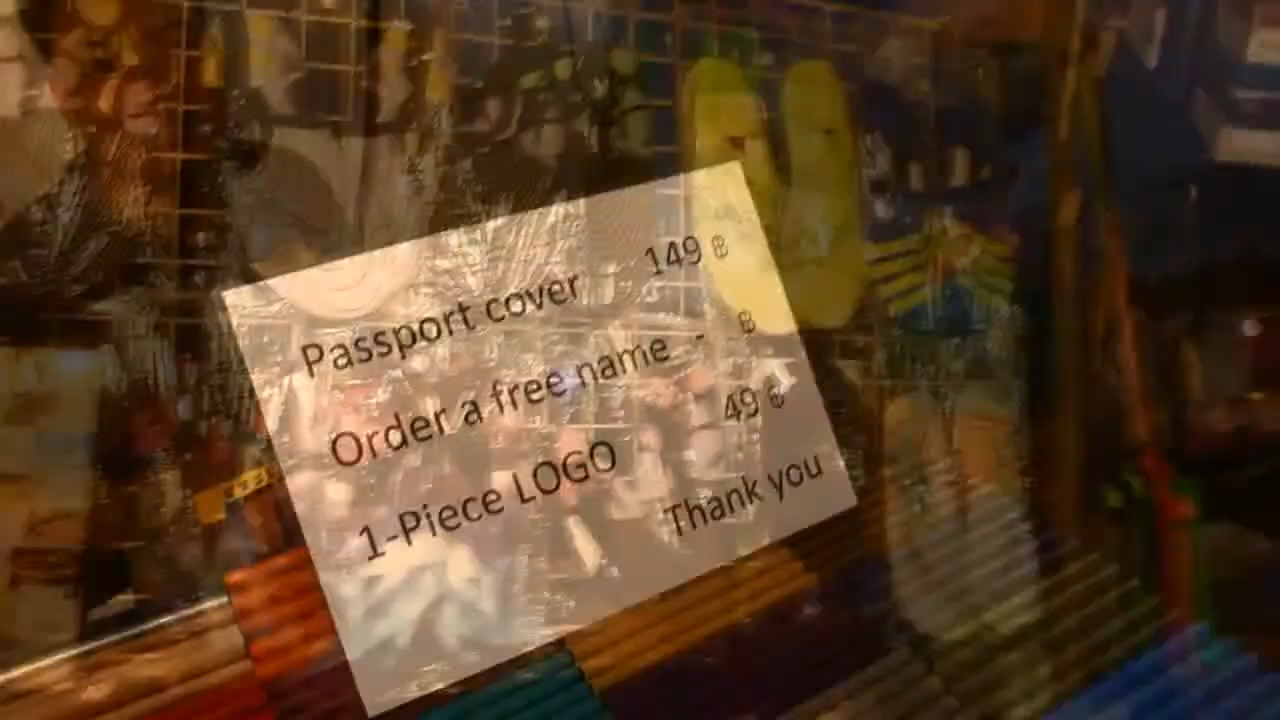 Passport cover 149 ฿
Order a free name - ฿
1-Piece LOGO 49 ฿
Thank you